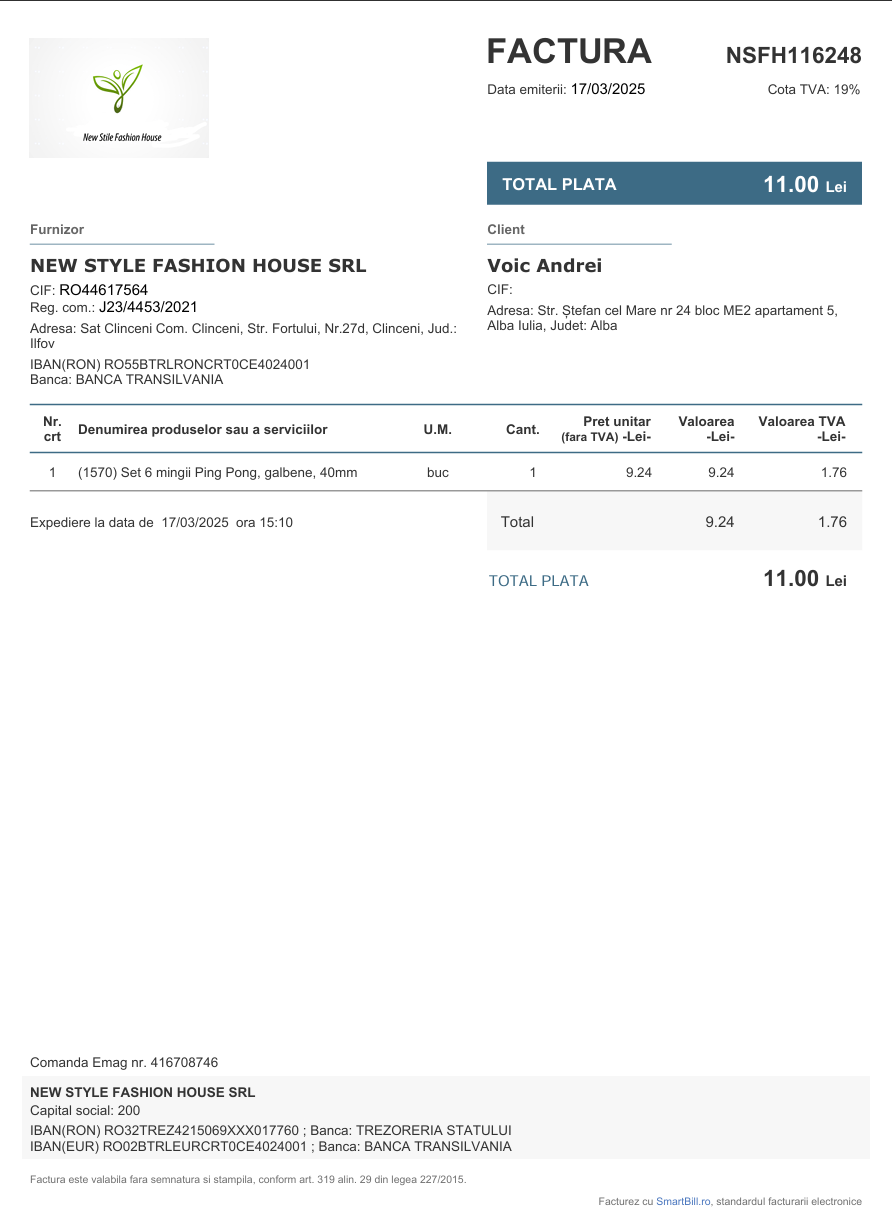 New Stile Fashion House
FACTURA NSFH116248
Data emiterii: 17/03/2025 Cota TVA: 19%
TOTAL PLATA 11.00 Lei
Furnizor
NEW STYLE FASHION HOUSE SRL
CIF: RO44617564
Reg. com.: J23/4453/2021
Adresa: Sat Clinceni Com. Clinceni, Str. Fortului, Nr.27d, Clinceni, Jud.:
Ilfov
IBAN(RON) RO55BTRLRONCRT0CE4024001
Banca: BANCA TRANSILVANIA
Client
Voic Andrei
CIF:
Adresa: Str. Ștefan cel Mare nr 24 bloc ME2 apartament 5,
Alba Iulia, Judet: Alba
Nr. Pret unitar Valoarea Valoarea TVA
crt Denumirea produselor sau a serviciilor U.M. Cant. (fara TVA) -Lei- -Lei- -Lei-
1 (1570) Set 6 mingii Ping Pong, galbene, 40mm buc 1 9.24 9.24 1.76
Expediere la data de 17/03/2025 ora 15:10 Total 9.24 1.76
TOTAL PLATA 11.00 Lei
Comanda Emag nr. 416708746
NEW STYLE FASHION HOUSE SRL
Capital social: 200
IBAN(RON) RO32TREZ4215069XXX017760 ; Banca: TREZORERIA STATULUI
IBAN(EUR) RO02BTRLEURCRT0CE4024001 ; Banca: BANCA TRANSILVANIA
Factura este valabila fara semnatura si stampila, conform art. 319 alin. 29 din legea 227/2015.
Facturez cu SmartBill.ro, standardul facturarii electronice